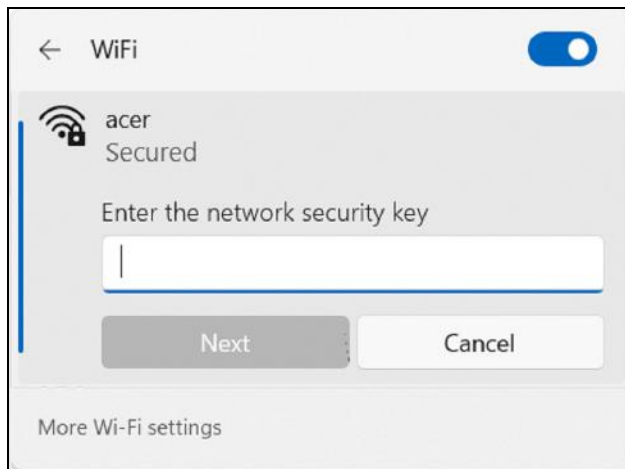 WiFi
acer
Secured
Enter the network security key
Next
Cancel
More Wi-Fi settings